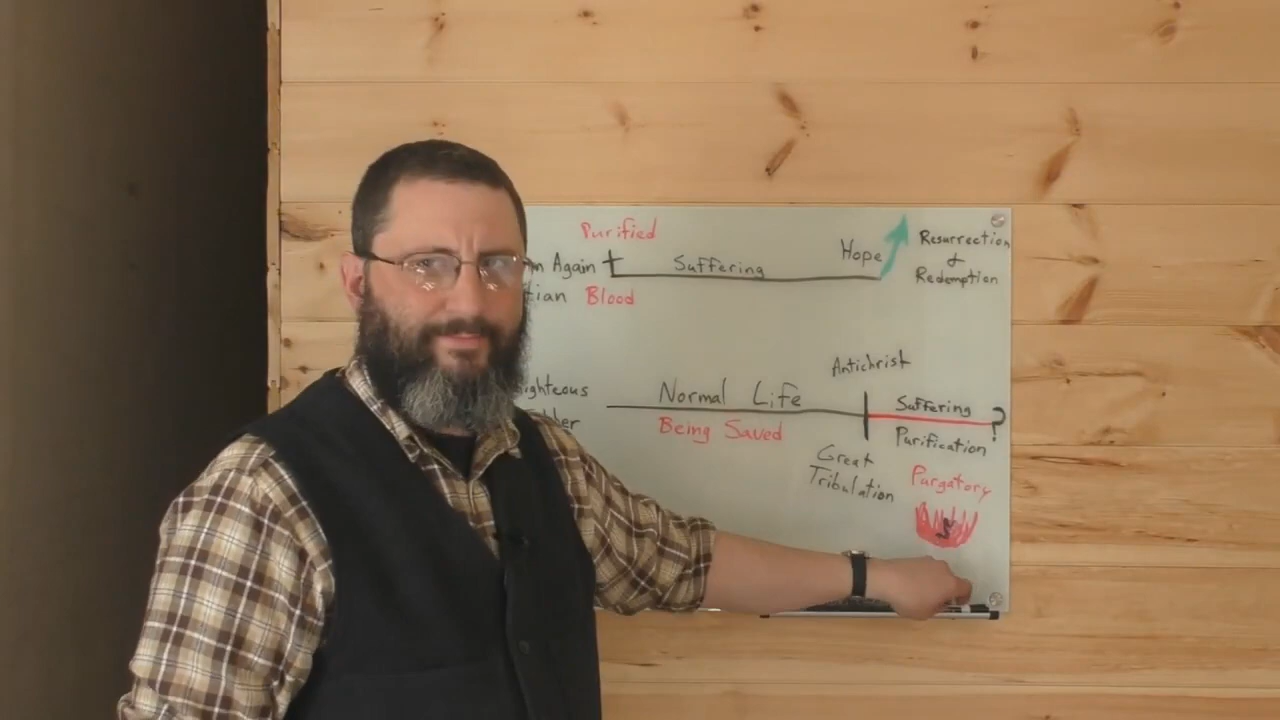 Purified
n Again Suffering Hope Resurrection
tian Blood & Redemption
Antichrist
ighteous Normal Life Suffering ?
ber Being Saved Purification
Great Tribulation Purgatory